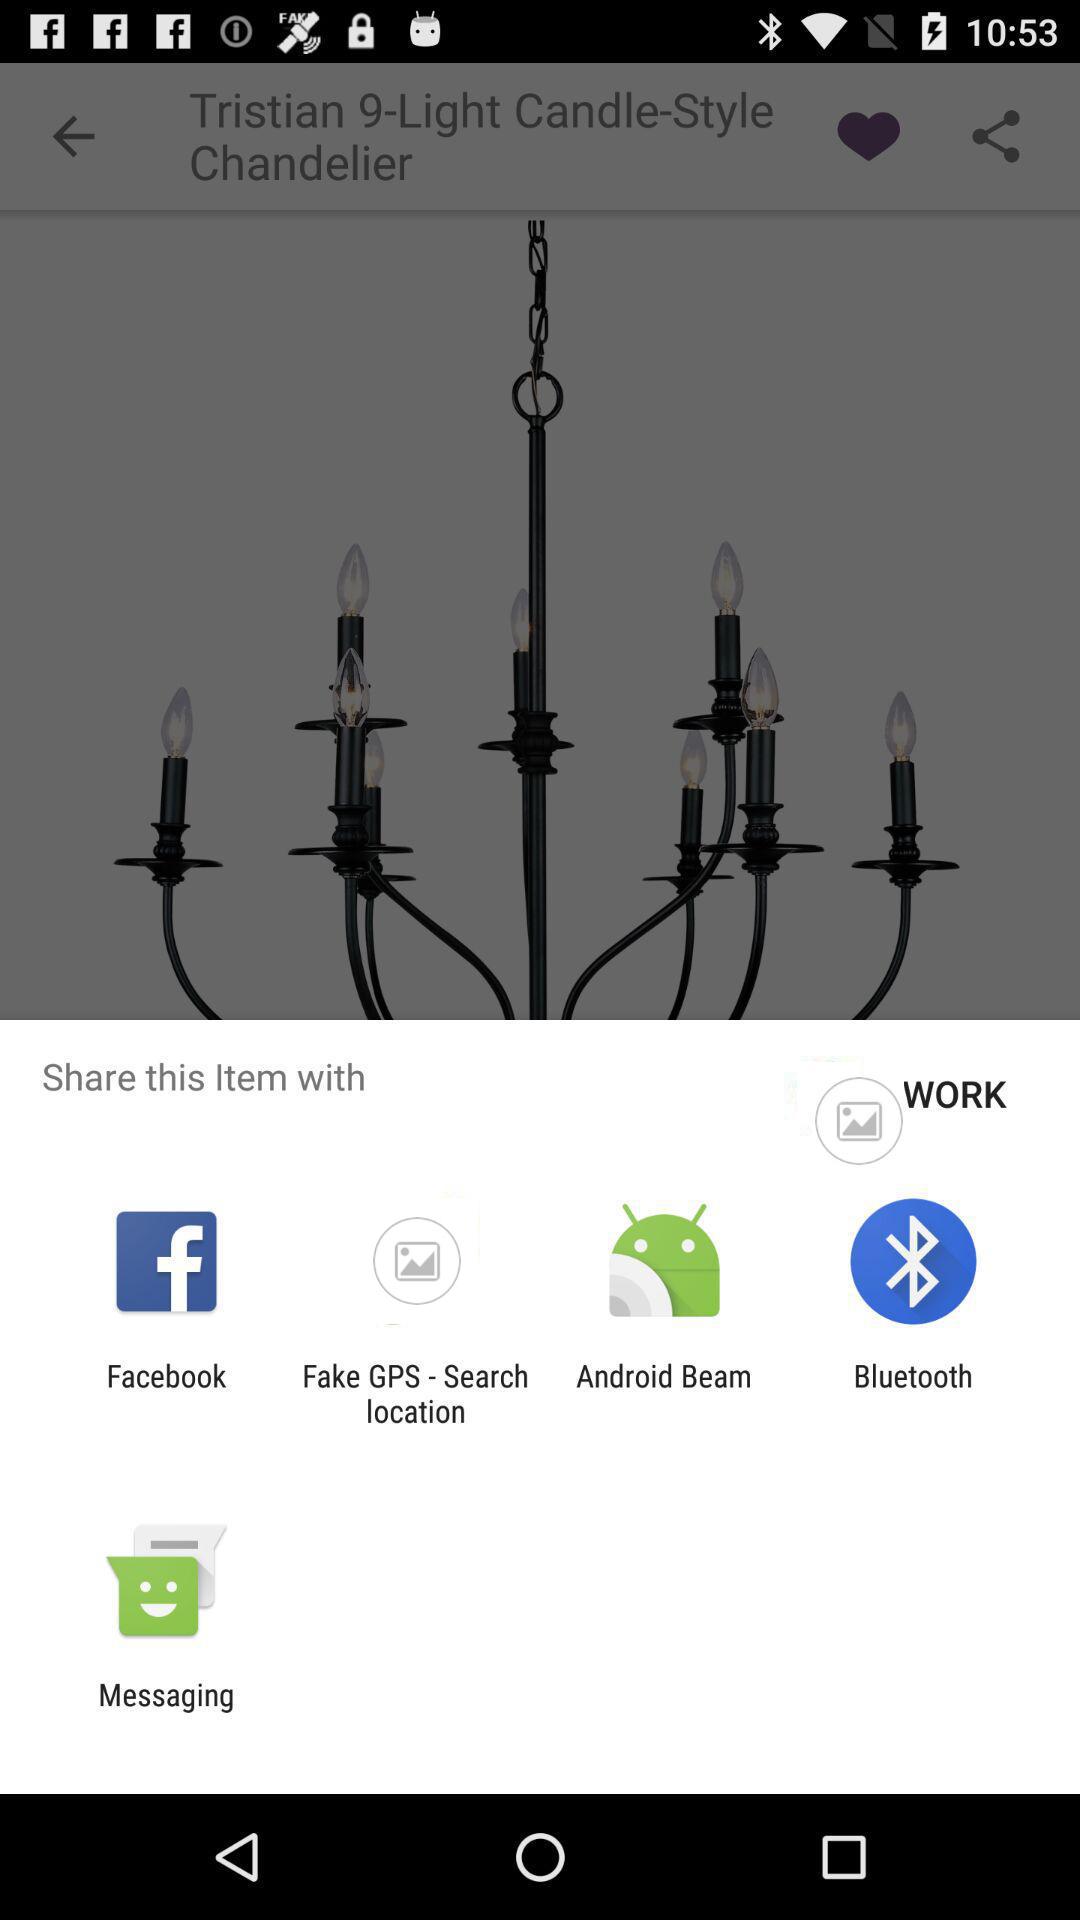 FAKE
10:53
Tristian 9-Light Candle-Style
Chandelier
Share this Item with
WORK
Facebook
Fake GPS - Search
location
Android Beam
Bluetooth
Messaging